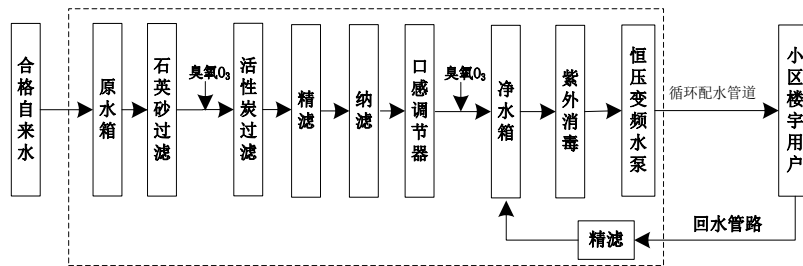 合格自来水
原水箱
石英砂过滤
臭氧O₃
活性炭过滤
精滤
纳滤
口感调节器
臭氧O₃
净水箱
紫外消毒
恒压变频水泵
循环配水管道
小区楼宇用户
精滤
回水管路